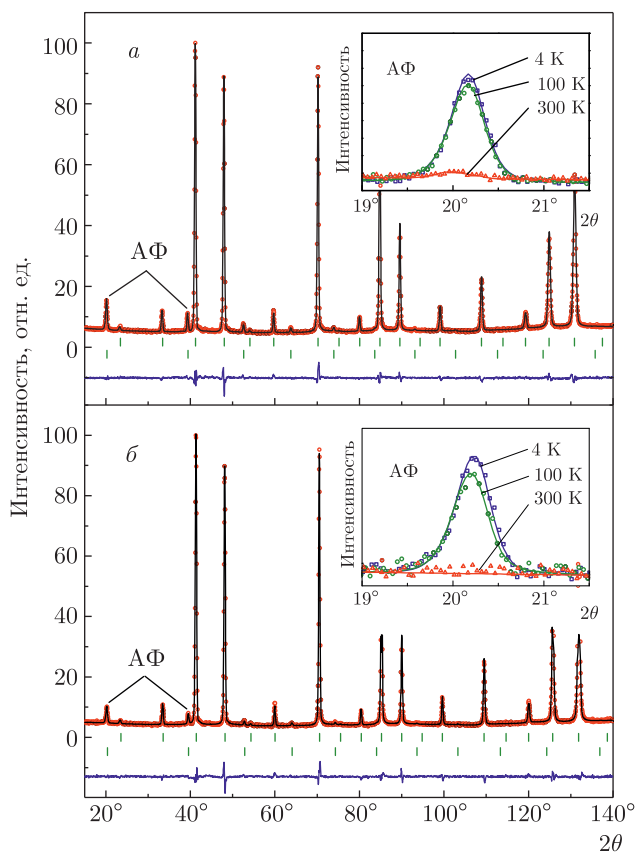 Интенсивность, отн. ед.
а
100
80
60
40
20
0
АФ
Интенсивность
АФ
4 K
100 K
300 K
19°
20°
21°
2θ
б
100
80
60
40
20
0
АФ
Интенсивность
АФ
4 K
100 K
300 K
19°
20°
21°
2θ
20° 40° 60° 80° 100° 120° 140°
2θ